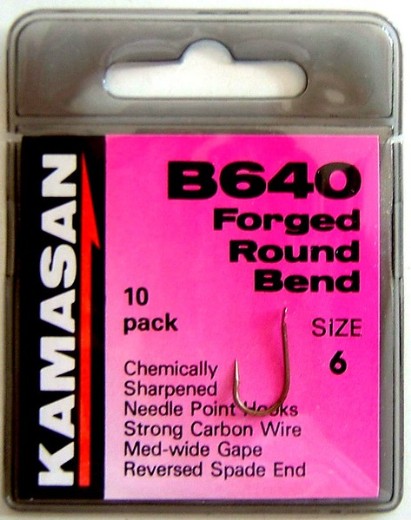 KAMASAN
B640
Forged
Round
Bend
10
pack
SiZE
6
Chemically
Sharpened
Needle Point Hooks
Strong Carbon Wire
Med-wide Gape
Reversed Spade End